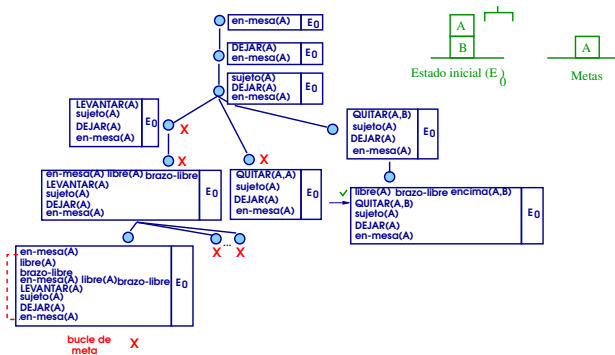 en-mesa(A) E0
A
B
A
Estado inicial (E0)
Metas
DEJAR(A)
en-mesa(A)
E0
sujeto(A)
DEJAR(A)
en-mesa(A)
E0
LEVANTAR(A)
sujeto(A)
DEJAR(A)
en-mesa(A)
E0
X
X
X
QUITAR(A,B)
sujeto(A)
DEJAR(A)
en-mesa(A)
E0
en-mesa(A) libre(A) brazo-libre
LEVANTAR(A)
sujeto(A)
DEJAR(A)
en-mesa(A)
E0
QUITAR(A,A)
sujeto(A)
DEJAR(A)
en-mesa(A)
E0
✓ libre(A) brazo-libre encima(A,B)
QUITAR(A,B)
sujeto(A)
DEJAR(A)
en-mesa(A)
E0
...
X X
en-mesa(A)
libre(A)
brazo-libre
en-mesa(A) libre(A) brazo-libre
LEVANTAR(A)
sujeto(A)
DEJAR(A)
en-mesa(A)
E0
bucle de
meta
X